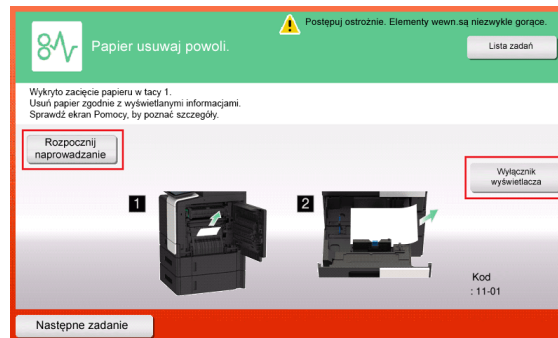 Postępuj ostrożnie. Elementy wewn.są niezwykle gorące.
Papier usuwaj powoli.
Lista zadań
Wykryto zacięcie papieru w tacy 1.
Usuń papier zgodnie z wyświetlanymi informacjami.
Sprawdź ekran Pomocy, by poznać szczegóły.
Rozpocznij
naprowadzanie
Wyłącznik
wyświetlacza
1
2
Kod
: 11-01
Następne zadanie